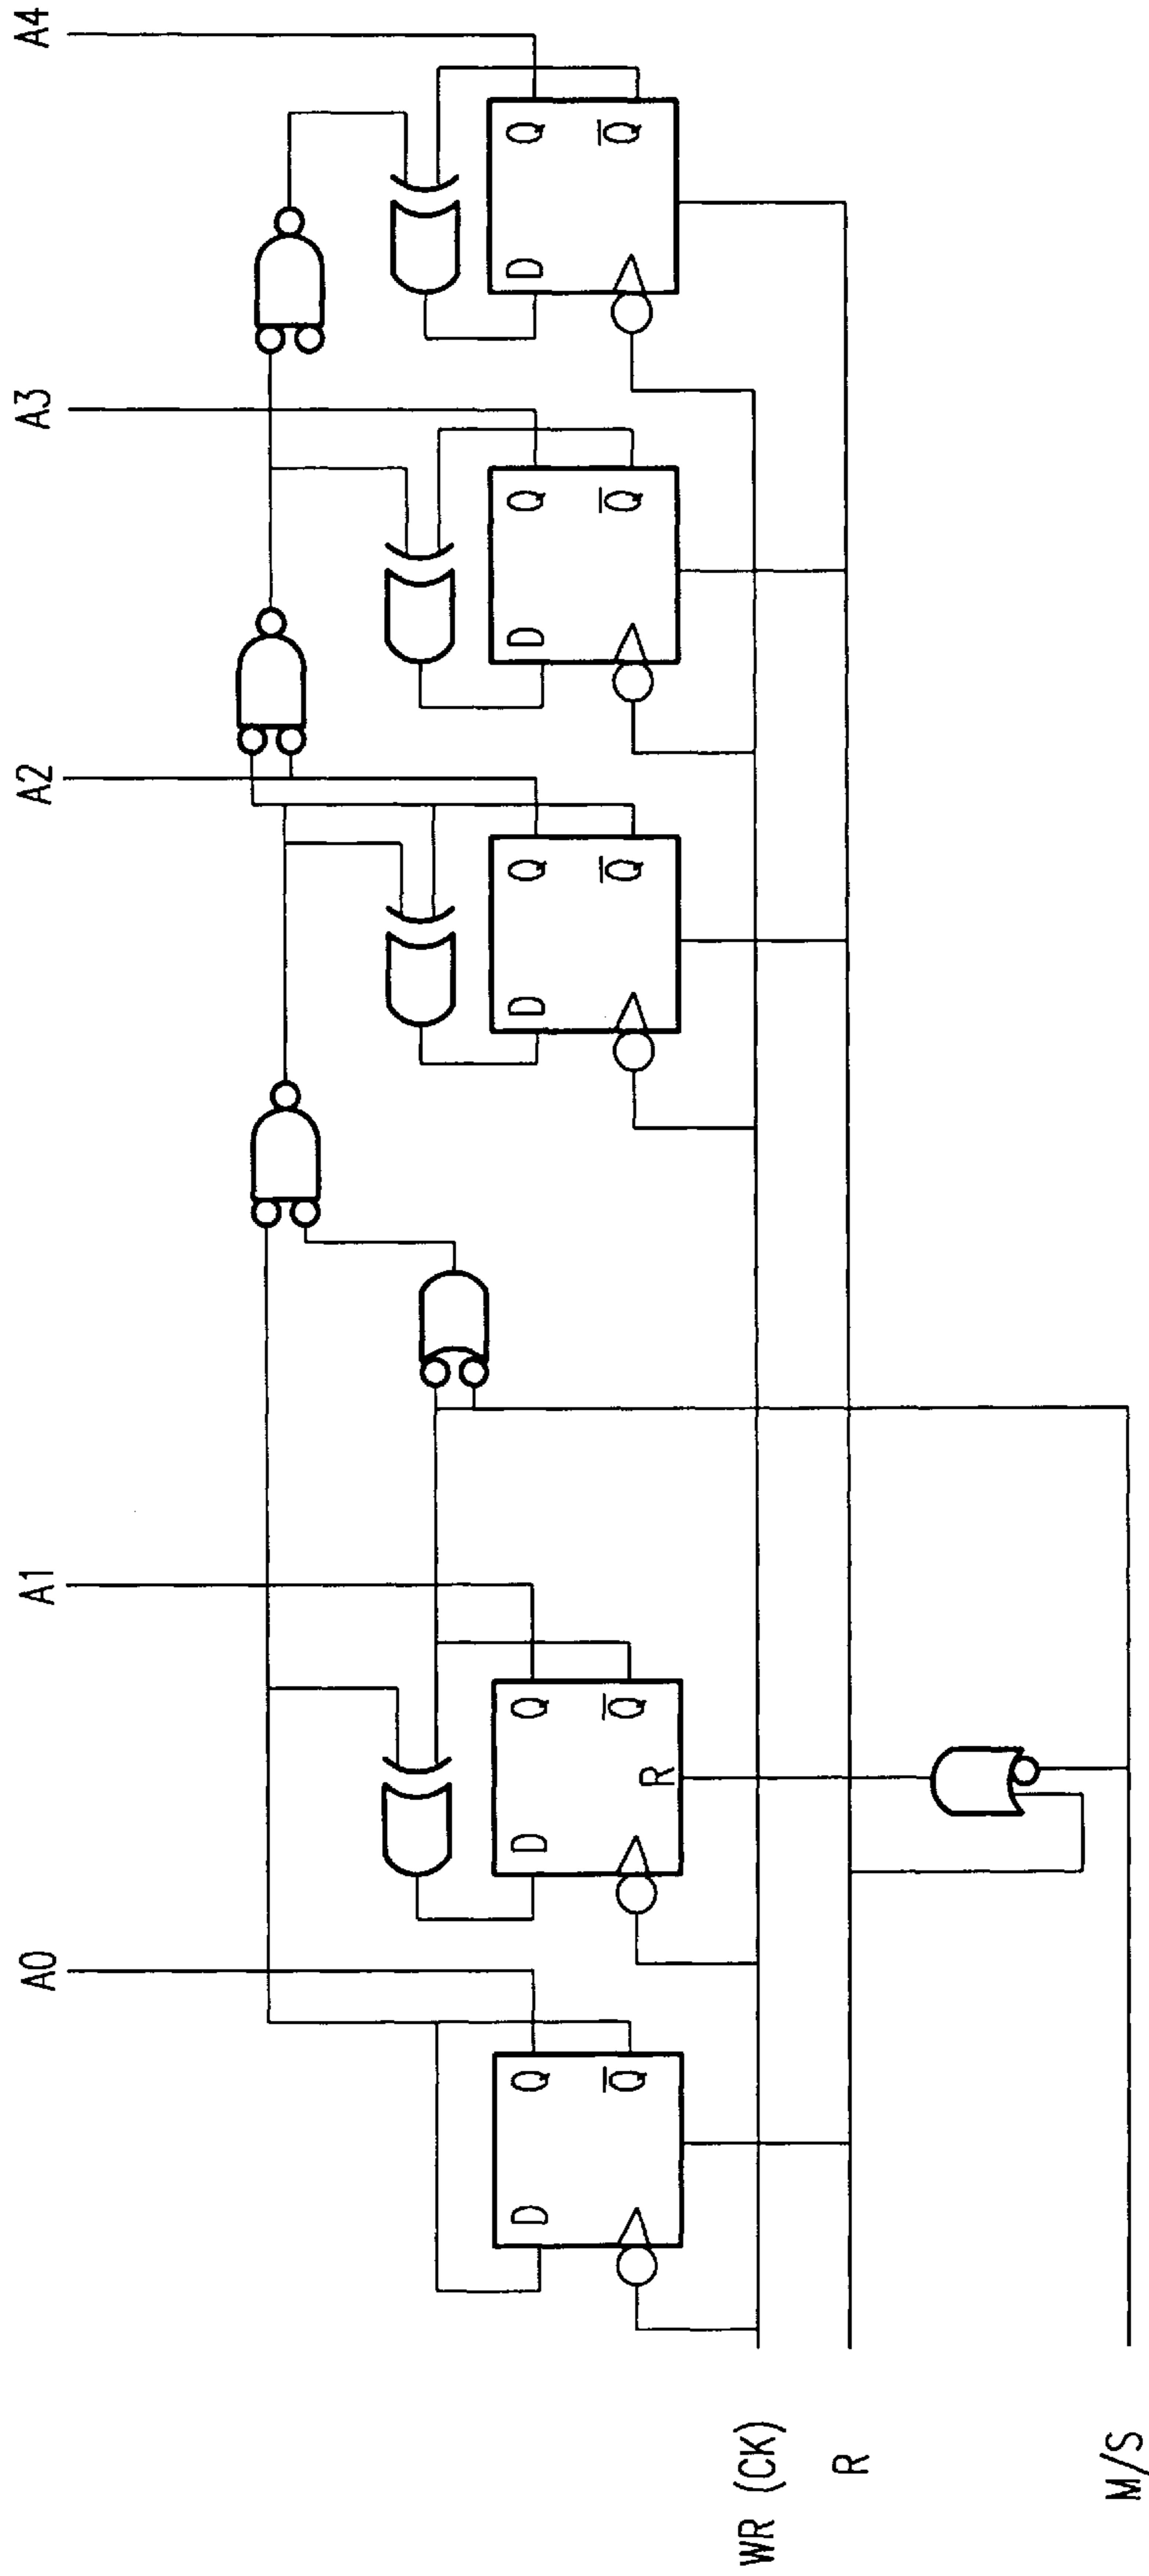 A0 A1 A2 A3 A4
D Q Q̅
D Q Q̅
R
D Q Q̅
D Q Q̅
D Q Q̅
WR (CK)
R
M/S